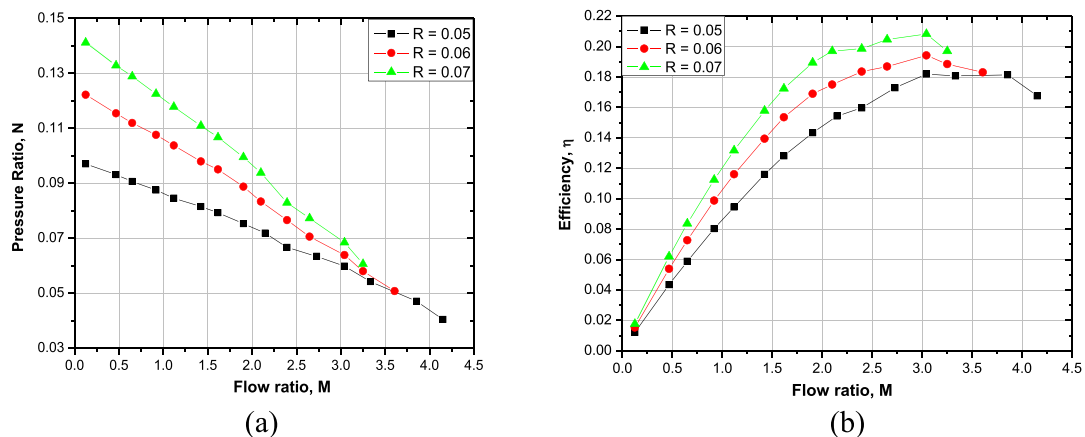 0.15
0.13
0.11
0.09
0.07
0.05
0.03
Pressure Ratio, N
R = 0.05
R = 0.06
R = 0.07
0.0 0.5 1.0 1.5 2.0 2.5 3.0 3.5 4.0 4.5
Flow ratio, M
(a)
0.22
0.20
0.18
0.16
0.14
0.12
0.10
0.08
0.06
0.04
0.02
0.00
Efficiency, η
R = 0.05
R = 0.06
R = 0.07
0.0 0.5 1.0 1.5 2.0 2.5 3.0 3.5 4.0 4.5
Flow ratio, M
(b)